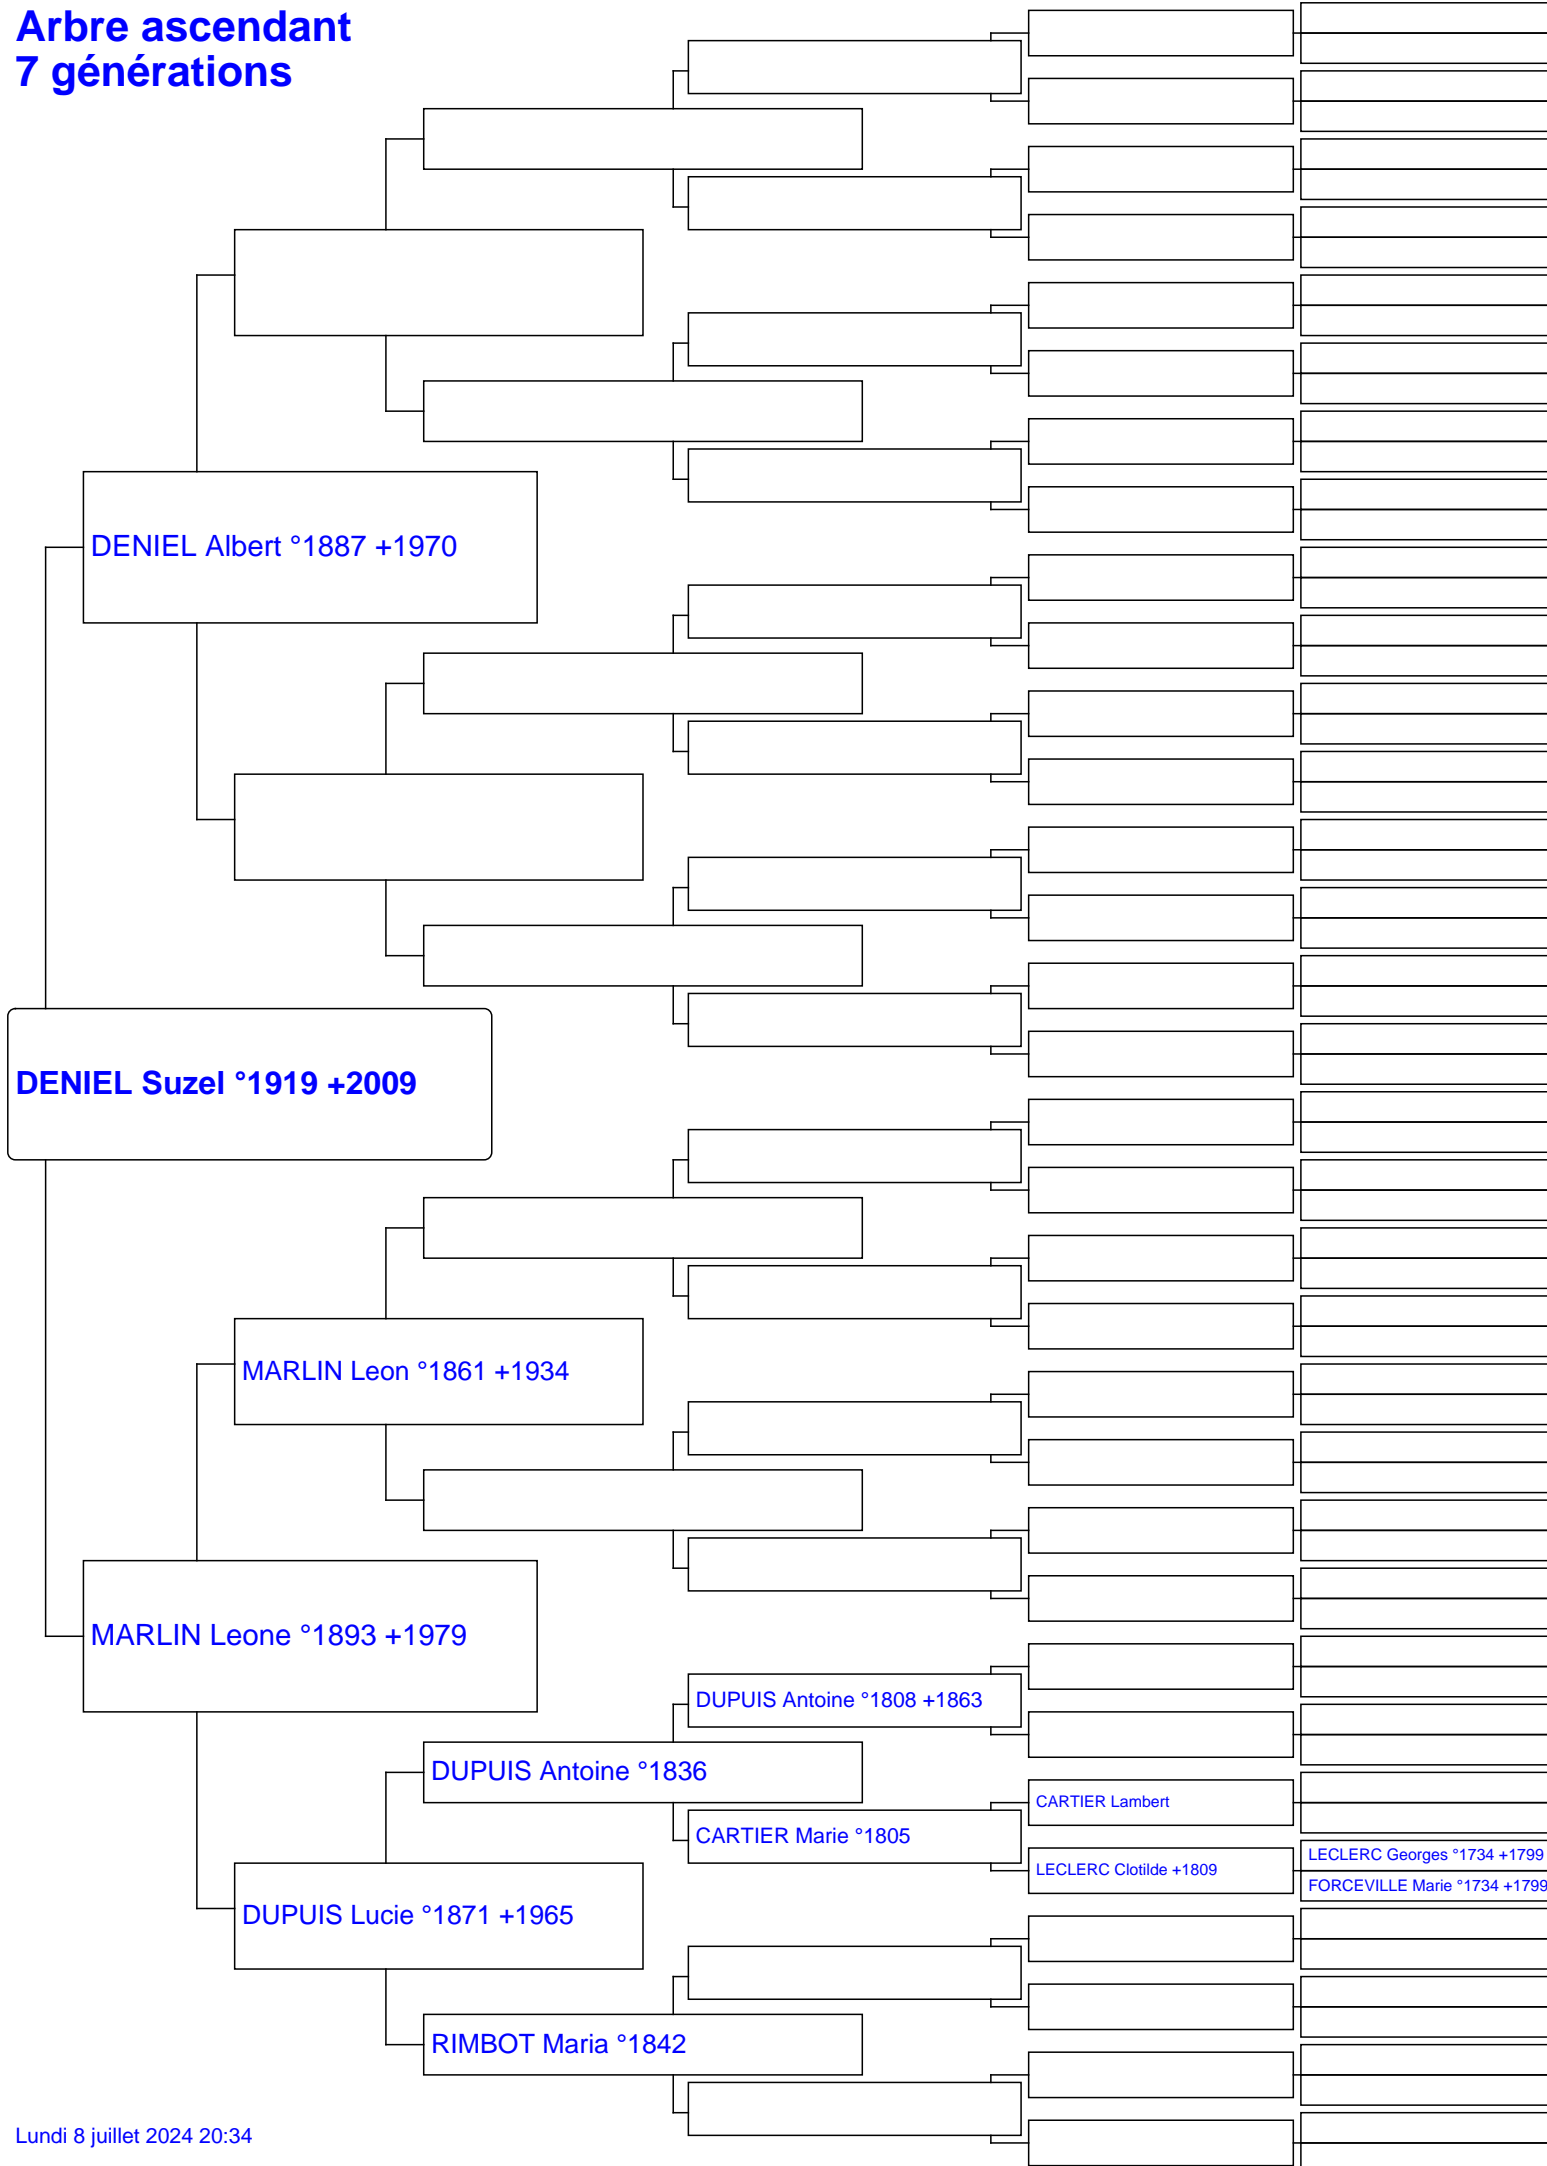 Arbre ascendant
7 générations
DENIEL Albert °1887 +1970
DENIEL Suzel °1919 +2009
MARLIN Leon °1861 +1934
MARLIN Leone °1893 +1979
DUPUIS Antoine °1808 +1863
DUPUIS Antoine °1836
CARTIER Lambert
CARTIER Marie °1805
LECLERC Georges °1734 +1799
LECLERC Clotilde +1809
FORCEVILLE Marie °1734 +1799
DUPUIS Lucie °1871 +1965
RIMBOT Maria °1842
Lundi 8 juillet 2024 20:34